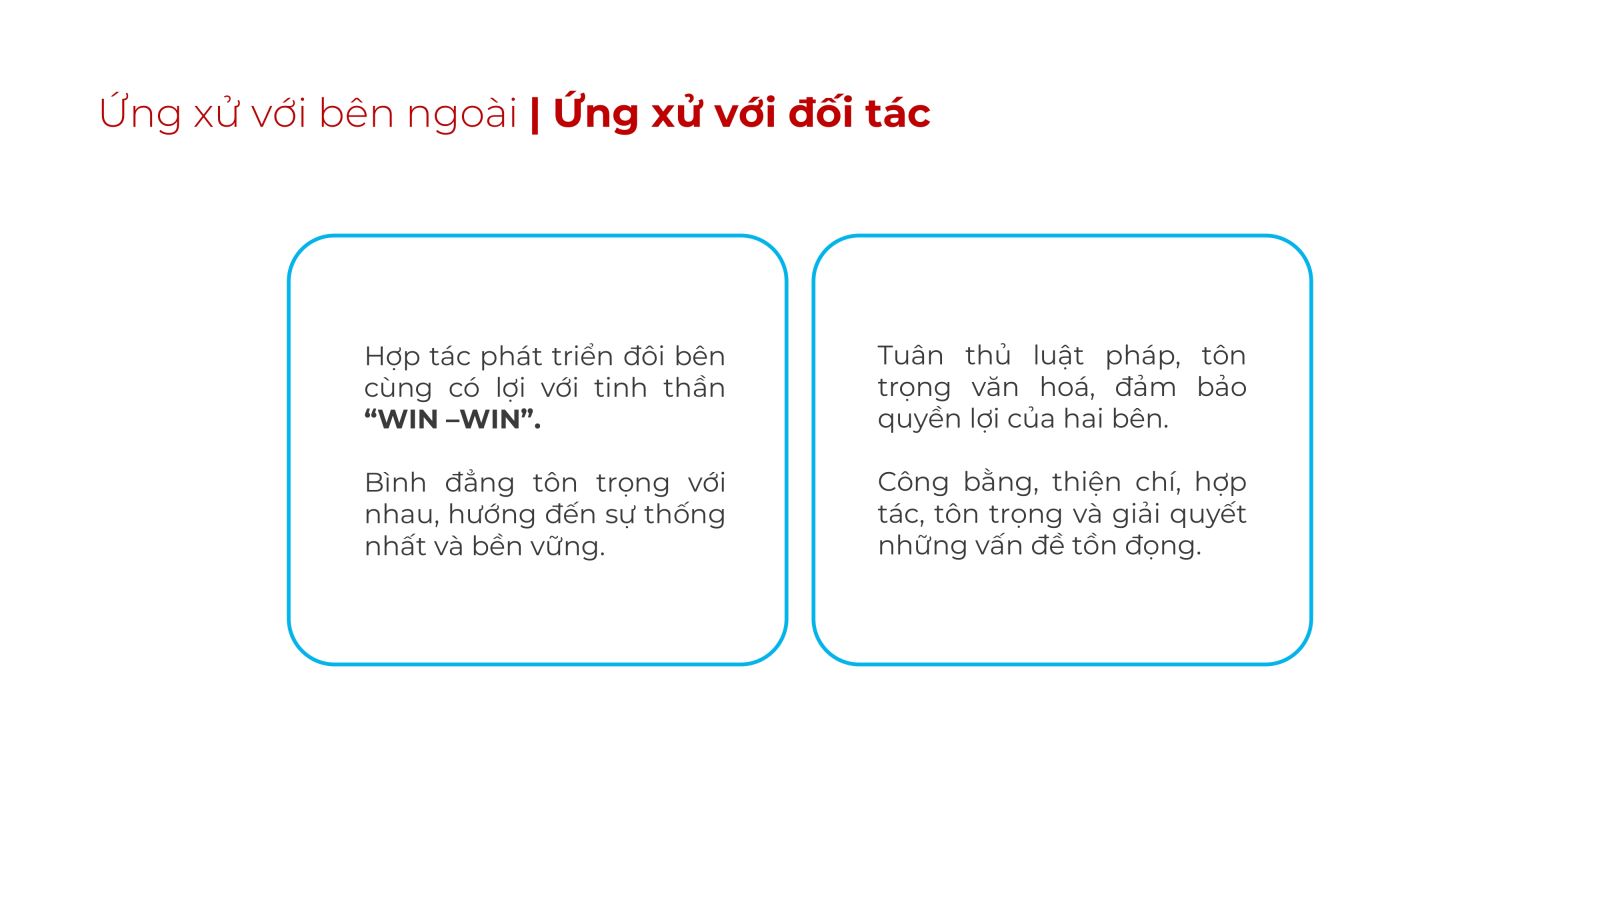 Ứng xử với bên ngoài | Ứng xử với đối tác
Hợp tác phát triển đôi bên
cùng có lợi với tinh thần
“WIN –WIN”.
Bình đẳng tôn trọng với
nhau, hướng đến sự thống
nhất và bền vững.
Tuân thủ luật pháp, tôn
trọng văn hoá, đảm bảo
quyền lợi của hai bên.
Công bằng, thiện chí, hợp
tác, tôn trọng và giải quyết
những vấn đề tồn đọng.